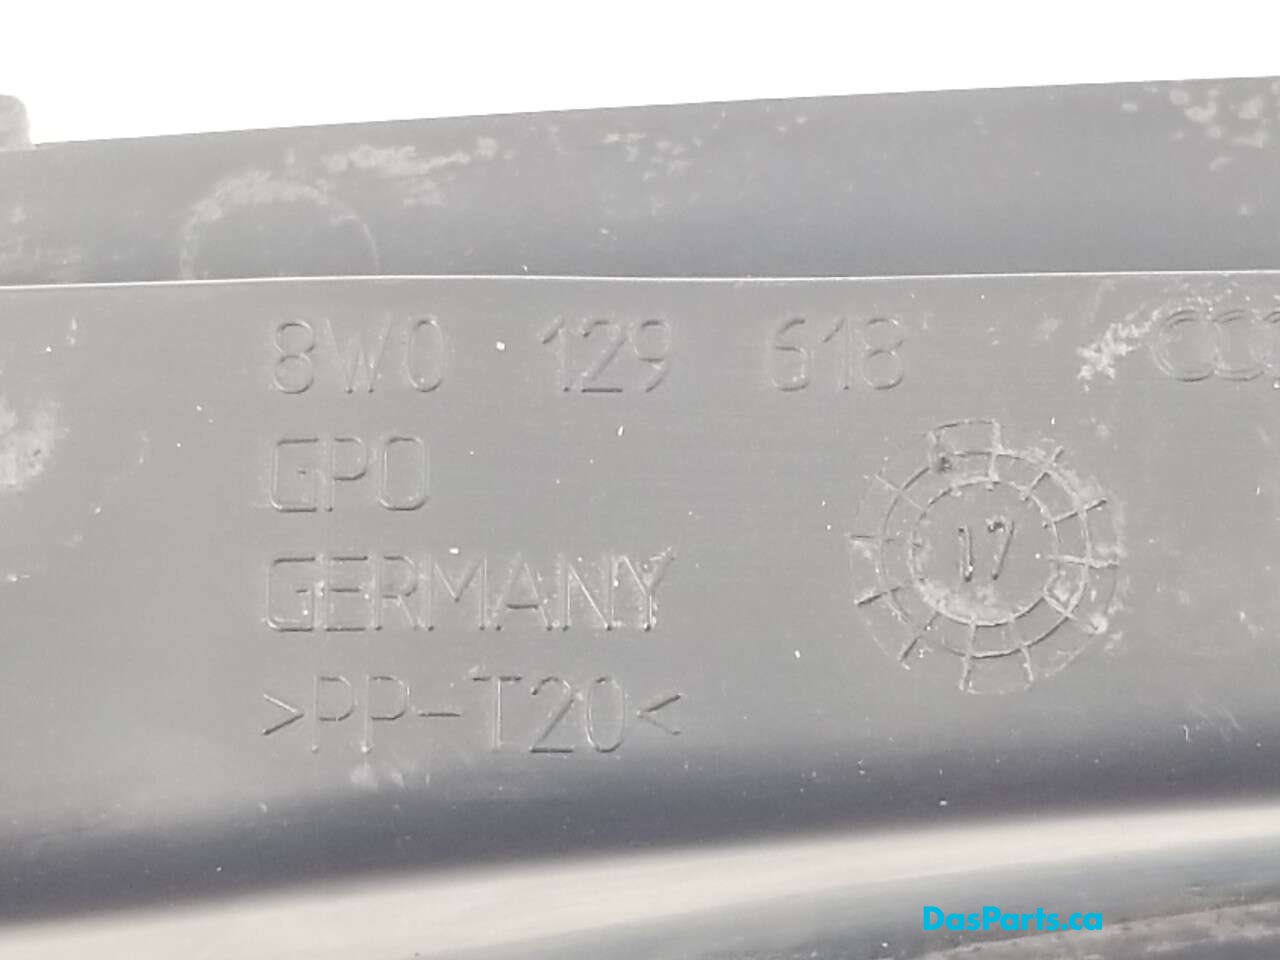 8W0 129 618
GPO
17
GERMANY
>PP-T20<
DasParts.ca